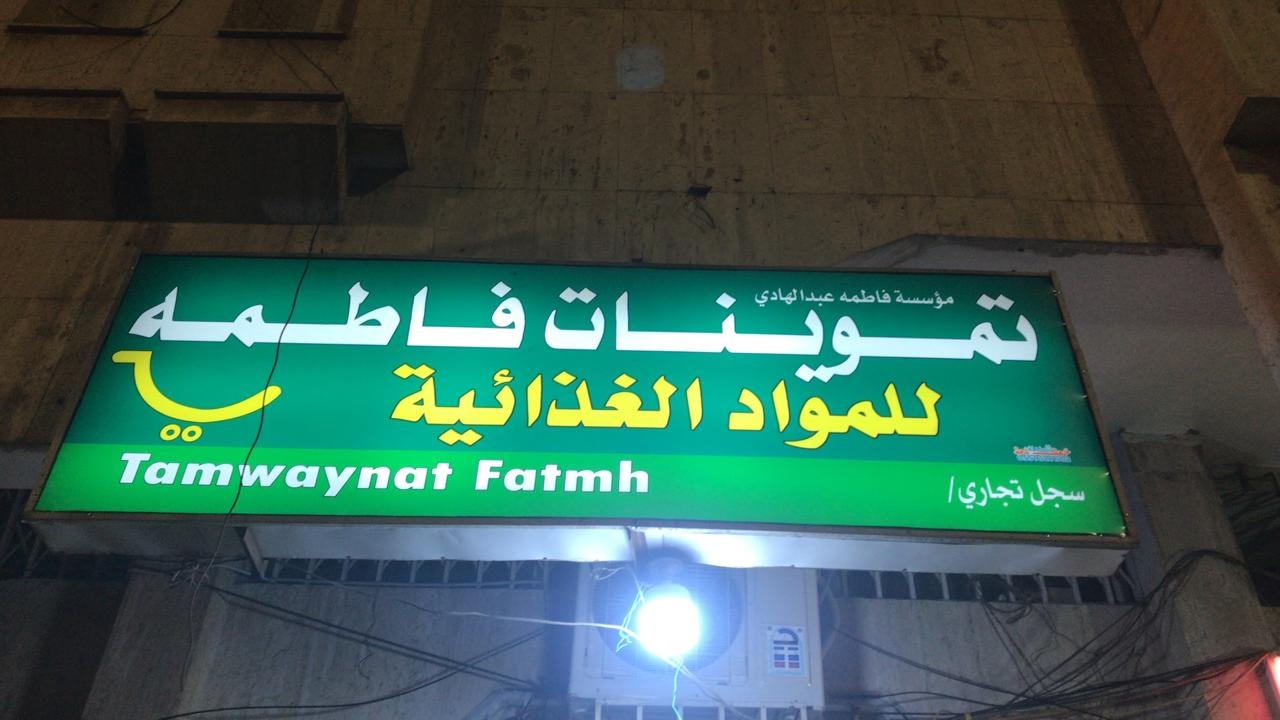 مؤسسة فاطمه عبدالهادي
تموينات فاطمه
للمواد الغذائية
Tamwaynat Fatmh
سجل تجاري/